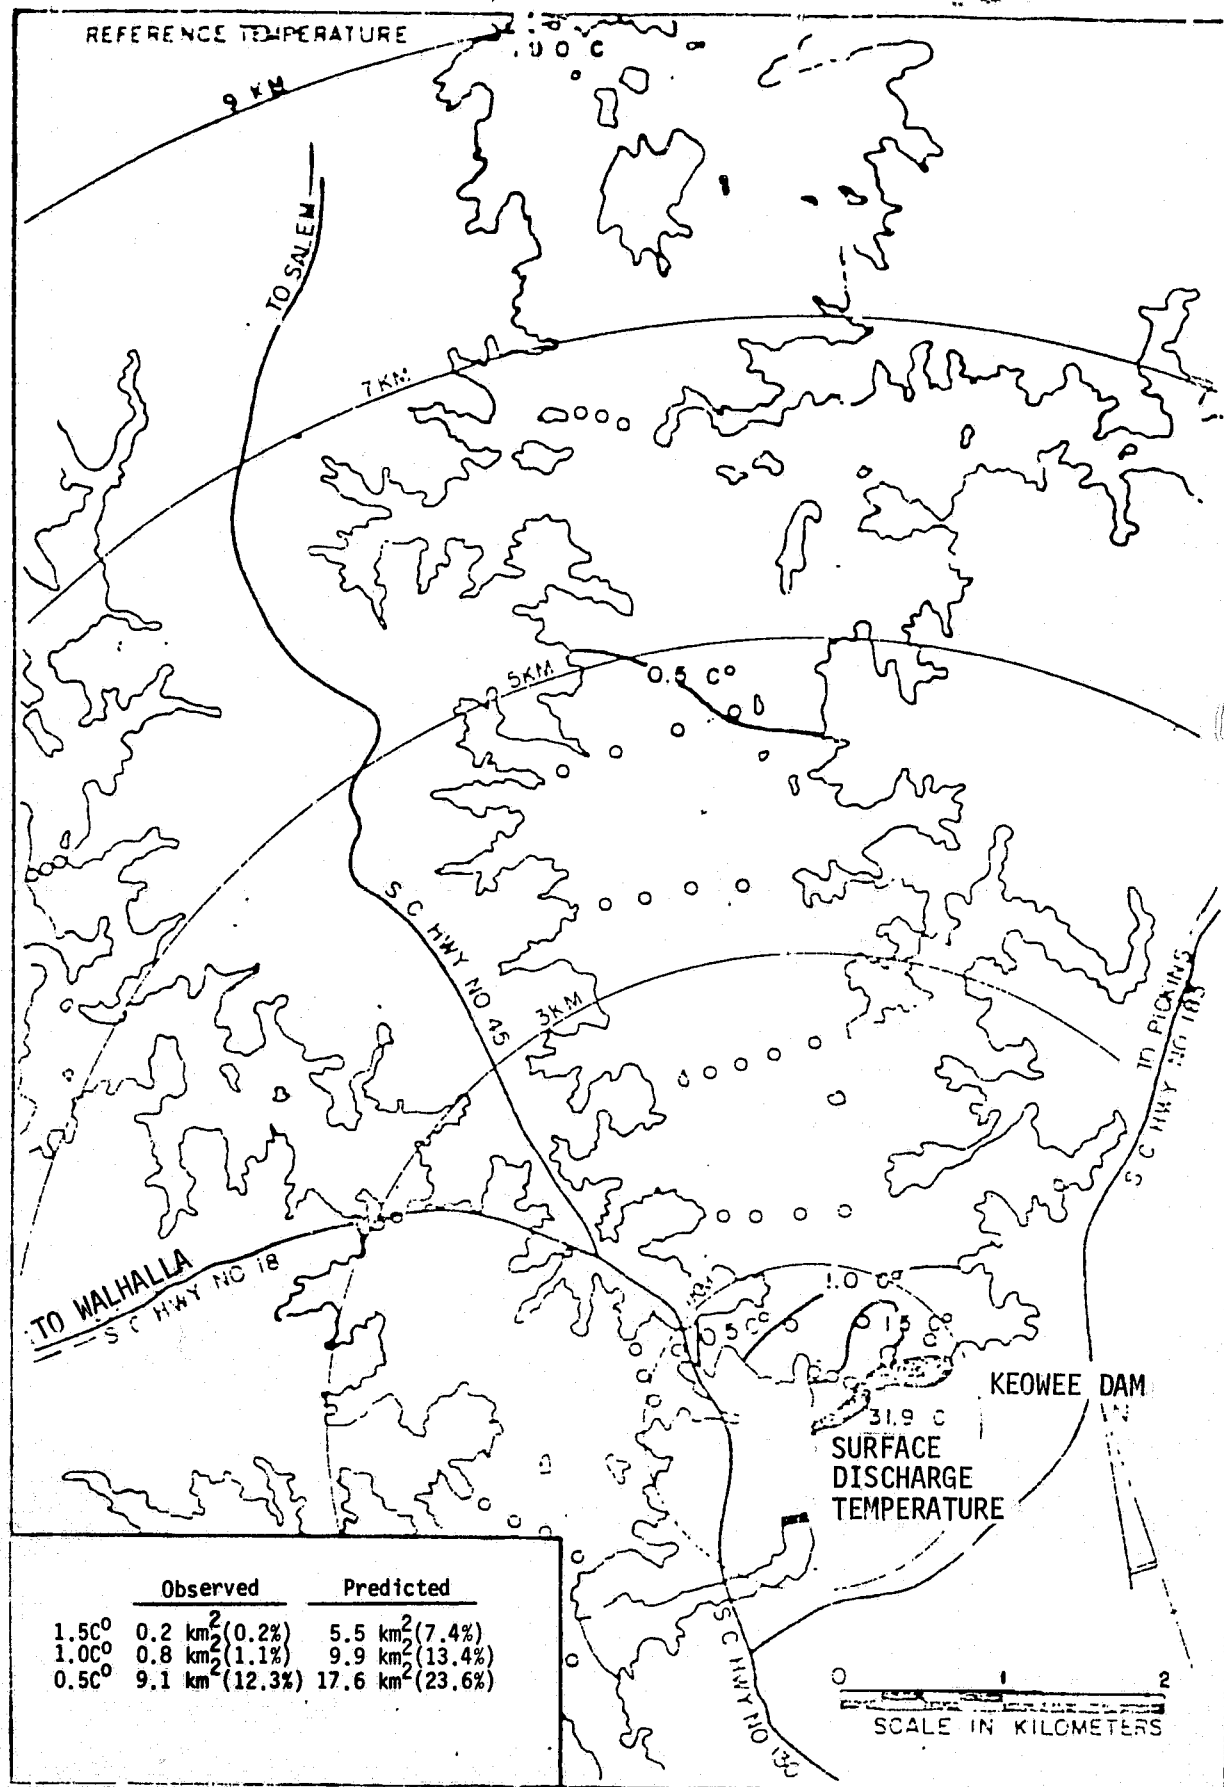 REFERENCE TEMPERATURE
9 KM
TO SALEM
7 KM
5KM
0.5 C°
S C HWY NO 45
3KM
TO PICKINS
S C HWY NO 183
TO WALHALLA
S C HWY NO 18
1.0 C°
0.5 C°
1.5 C°
KEOWEE DAM
N
31.9 C
SURFACE
DISCHARGE
TEMPERATURE
S C HWY NO 130
Observed Predicted
1.5C° 0.2 km2(0.2%) 5.5 km2(7.4%)
1.0C° 0.8 km2(1.1%) 9.9 km2(13.4%)
0.5C° 9.1 km2(12.3%) 17.6 km2(23.6%)
0 1 2
SCALE IN KILOMETERS